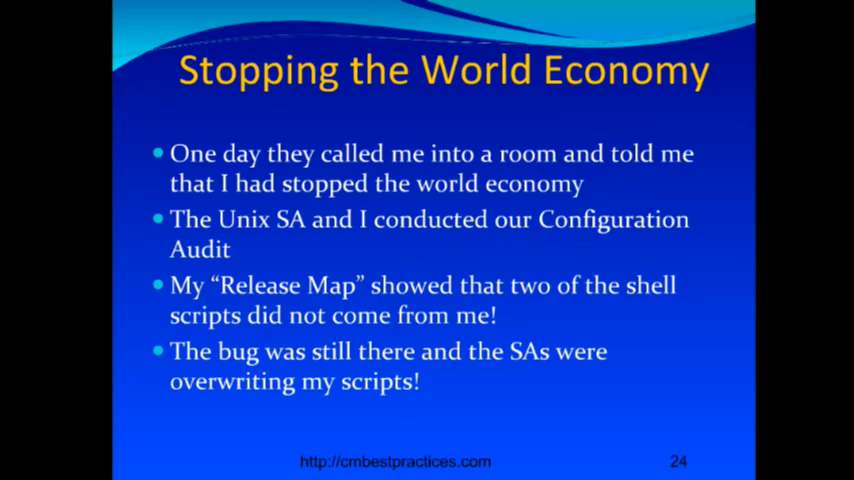 Stopping the World Economy
• One day they called me into a room and told me
that I had stopped the world economy
• The Unix SA and I conducted our Configuration
Audit
• My “Release Map” showed that two of the shell
scripts did not come from me!
• The bug was still there and the SAs were
overwriting my scripts!
http://cmbestpractices.com
24